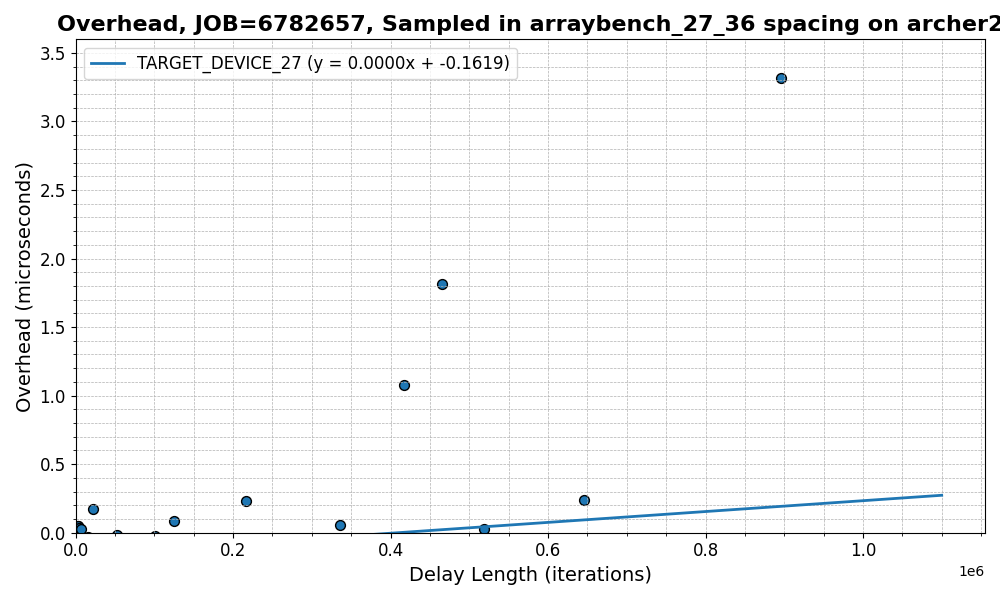 Overhead, JOB=6782657, Sampled in arraybench_27_36 spacing on archer2
TARGET_DEVICE_27 (y = 0.0000x + -0.1619)
3.5
3.0
2.5
2.0
1.5
1.0
0.5
0.0
Overhead (microseconds)
0.0 0.2 0.4 0.6 0.8 1.0
1e6
Delay Length (iterations)